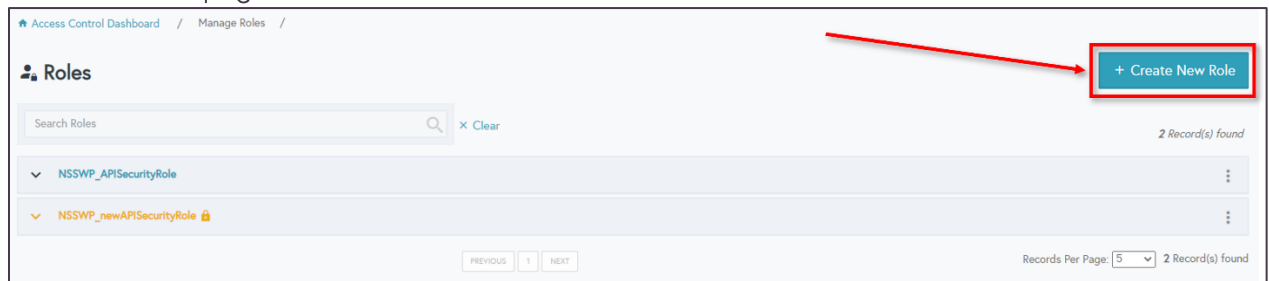 Access Control Dashboard / Manage Roles /
Roles
+ Create New Role
Search Roles
× Clear
2 Record(s) found
NSSWP_APISecurityRole
NSSWP_newAPISecurityRole
PREVIOUS 1 NEXT
Records Per Page: 5 2 Record(s) found